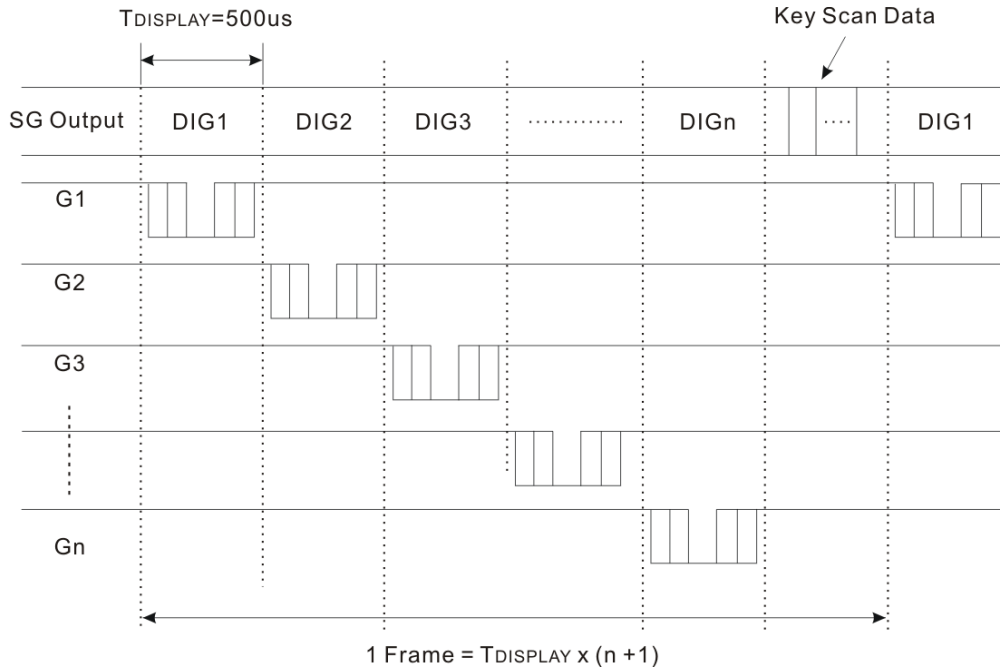 TDISPLAY=500us
Key Scan Data
SG Output DIG1 DIG2 DIG3 .............. DIGn .... DIG1
G1
G2
G3
Gn
1 Frame = TDISPLAY x (n +1)